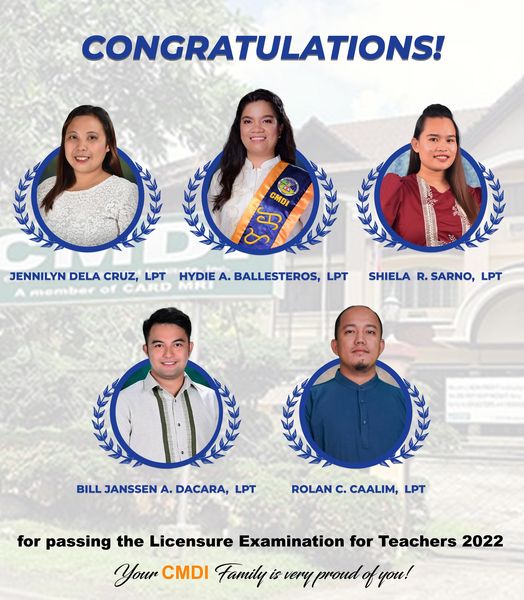 CONGRATULATIONS!
CMDI
CMDI
A member of CARD MRI
JENNILYN DELA CRUZ, LPT
HYDIE A. BALLESTEROS, LPT
SHIELA R. SARNO, LPT
BILL JANSSEN A. DACARA, LPT
ROLAN C. CAALIM, LPT
for passing the Licensure Examination for Teachers 2022
Your CMDI Family is very proud of you!